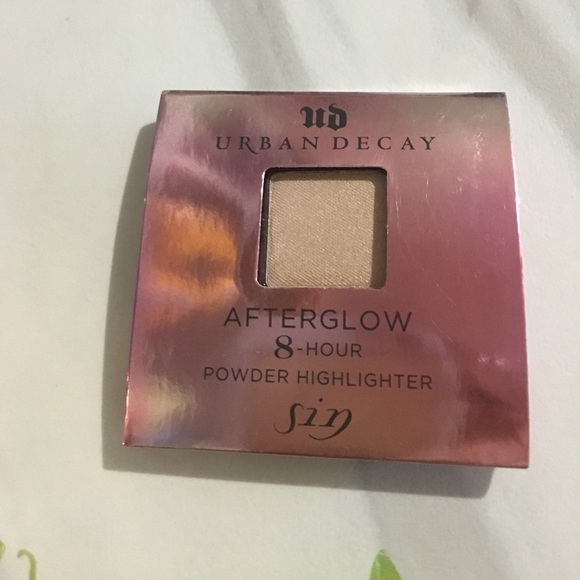 ud
URBAN DECAY
AFTERGLOW
8-HOUR
POWDER HIGHLIGHTER
sin